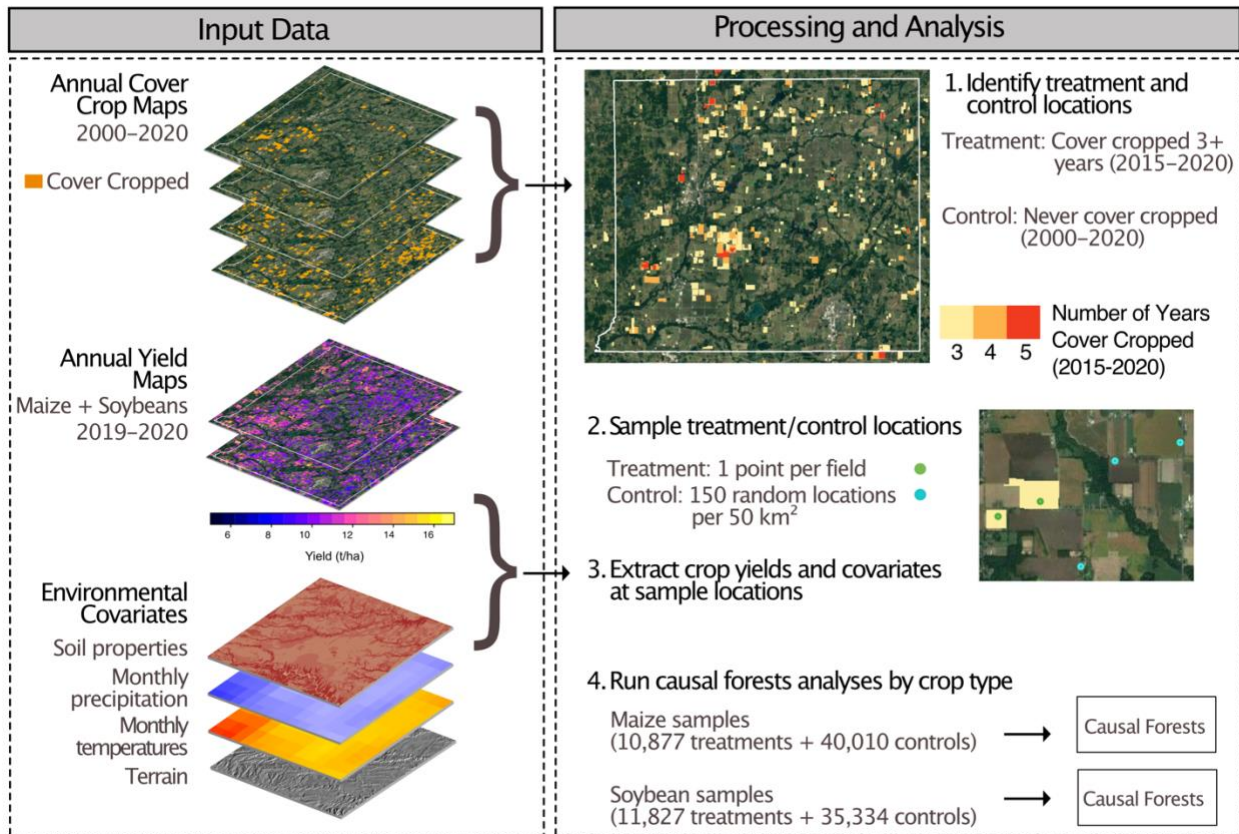 Input Data
Annual Cover
Crop Maps
2000–2020
Cover Cropped
Annual Yield
Maps
Maize + Soybeans
2019–2020
6 8 10 12 14 16
Yield (t/ha)
Environmental
Covariates
Soil properties
Monthly
precipitation
Monthly
temperatures
Terrain
Processing and Analysis
1. Identify treatment and
control locations
Treatment: Cover cropped 3+
years (2015–2020)
Control: Never cover cropped
(2000–2020)
3 4 5
Number of Years
Cover Cropped
(2015-2020)
2. Sample treatment/control locations
Treatment: 1 point per field
Control: 150 random locations
per 50 km²
3. Extract crop yields and covariates
at sample locations
4. Run causal forests analyses by crop type
Maize samples
(10,877 treatments + 40,010 controls)
Causal Forests
Soybean samples
(11,827 treatments + 35,334 controls)
Causal Forests